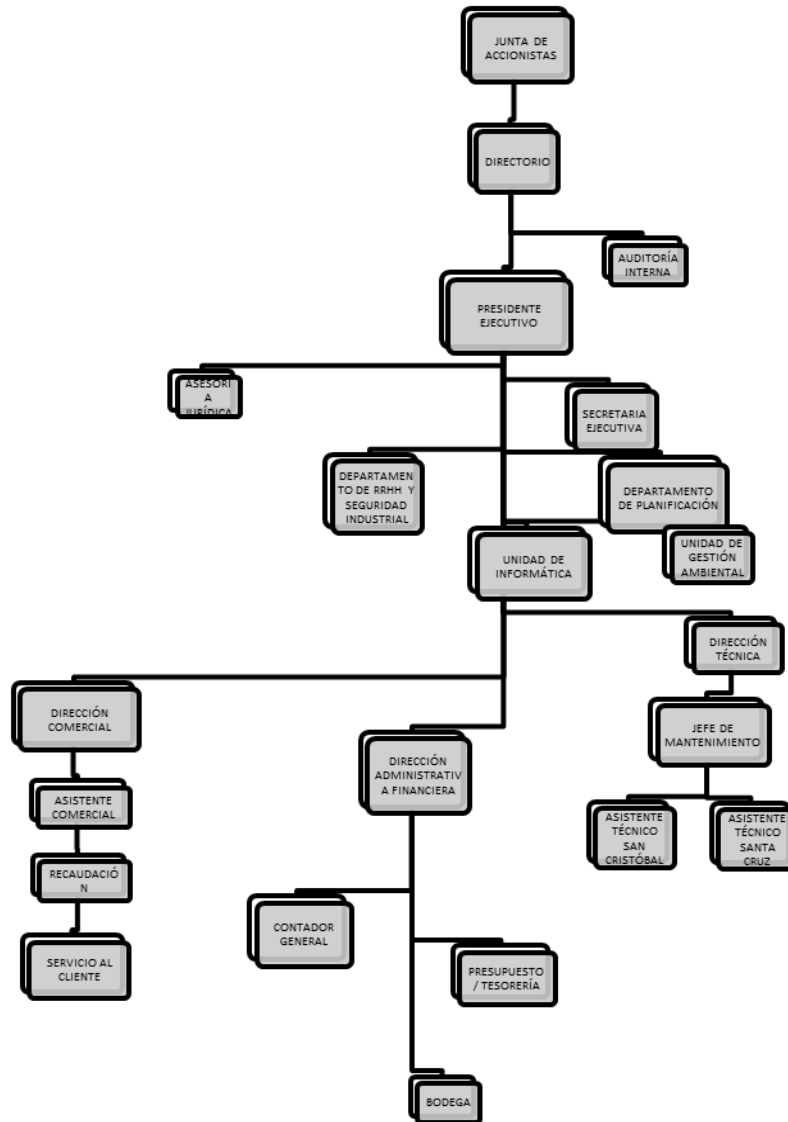 JUNTA DE
ACCIONISTAS
DIRECTORIO
AUDITORÍA
INTERNA
PRESIDENTE
EJECUTIVO
ASESORÍ
A
JURÍDICA
SECRETARIA
EJECUTIVA
DEPARTAMEN
TO DE RRHH Y
SEGURIDAD
INDUSTRIAL
DEPARTAMENTO
DE PLANIFICACIÓN
UNIDAD DE
INFORMÁTICA
UNIDAD DE
GESTIÓN
AMBIENTAL
DIRECCIÓN
TÉCNICA
DIRECCIÓN
COMERCIAL
JEFE DE
MANTENIMIENTO
DIRECCIÓN
ADMINISTRATIV
A FINANCIERA
ASISTENTE
COMERCIAL
ASISTENTE
TÉCNICO
SAN
CRISTÓBAL
ASISTENTE
TÉCNICO
SANTA
CRUZ
RECAUDACIÓ
N
CONTADOR
GENERAL
SERVICIO AL
CLIENTE
PRESUPUESTO
/ TESORERÍA
BODEGA